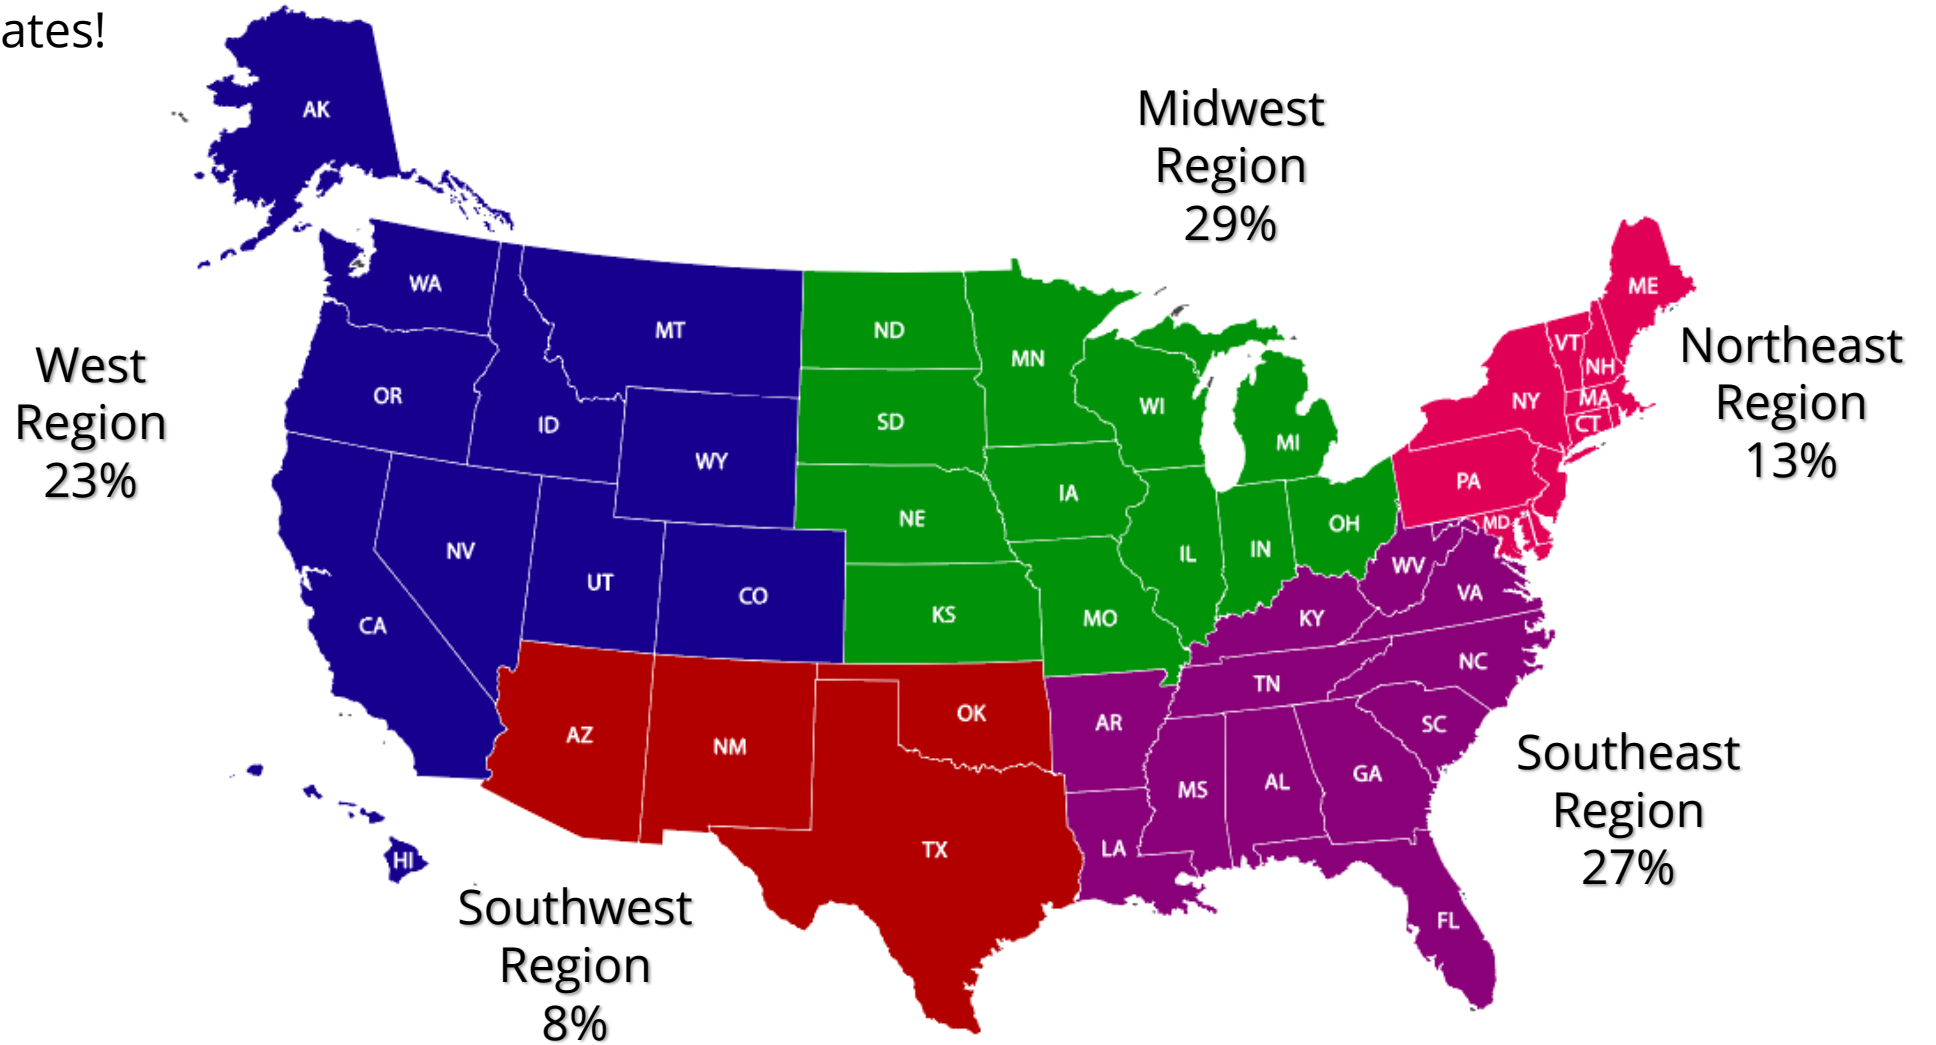 ates!
AK
Midwest
Region
29%
WA
MT
ND
MN
ME
VT
NH
Northeast
Region
13%
West
Region
23%
OR
ID
SD
WI
MI
NY
MA
CT
WY
IA
PA
NE
OH
MD
NV
IL
IN
WV
UT
CO
KS
MO
KY
VA
CA
NC
TN
AZ
NM
OK
AR
SC
MS
AL
GA
Southeast
Region
27%
HI
TX
LA
FL
Southwest
Region
8%